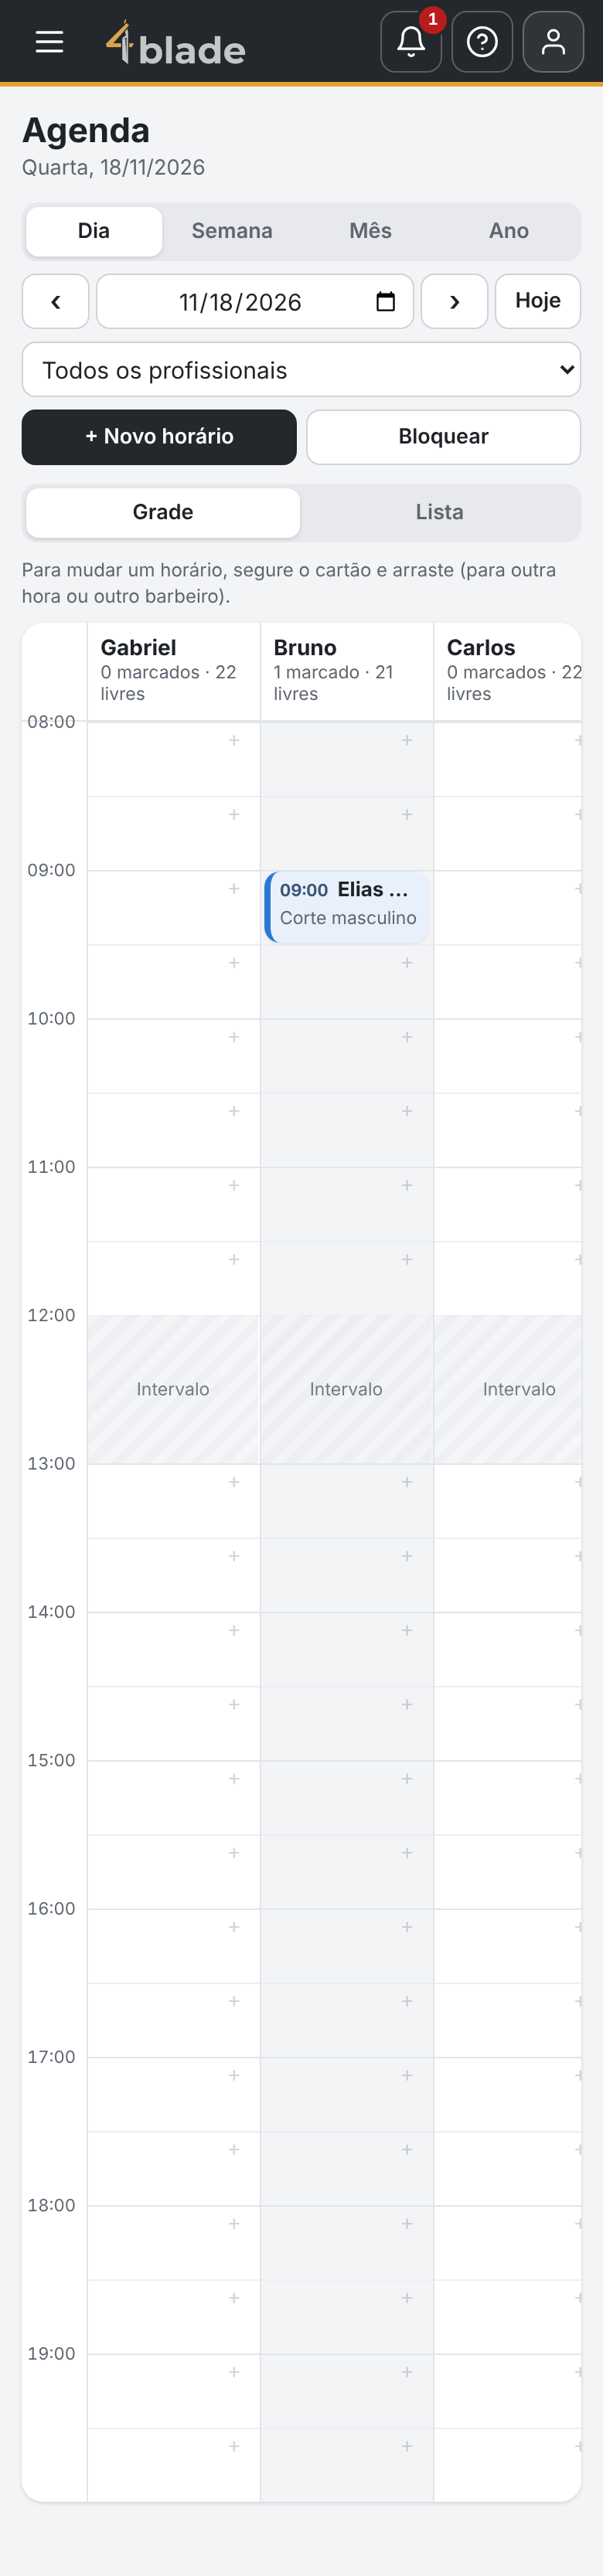 4blade
1
Agenda
Quarta, 18/11/2026
Dia Semana Mês Ano
‹ 11/18/2026 › Hoje
Todos os profissionais
+ Novo horário Bloquear
Grade Lista
Para mudar um horário, segure o cartão e arraste (para outra
hora ou outro barbeiro).
Gabriel Bruno Carlos
0 marcados · 22 1 marcado · 21 0 marcados · 22
livres livres livres
08:00
+ + +
+ + +
09:00
09:00 Elias ...
+ +
Corte masculino
+ + +
10:00
+ + +
+ + +
11:00
+ + +
+ + +
12:00
Intervalo Intervalo Intervalo
13:00
+ + +
+ + +
14:00
+ + +
+ + +
15:00
+ + +
+ + +
16:00
+ + +
+ + +
17:00
+ + +
+ + +
18:00
+ + +
+ + +
19:00
+ + +
+ + +